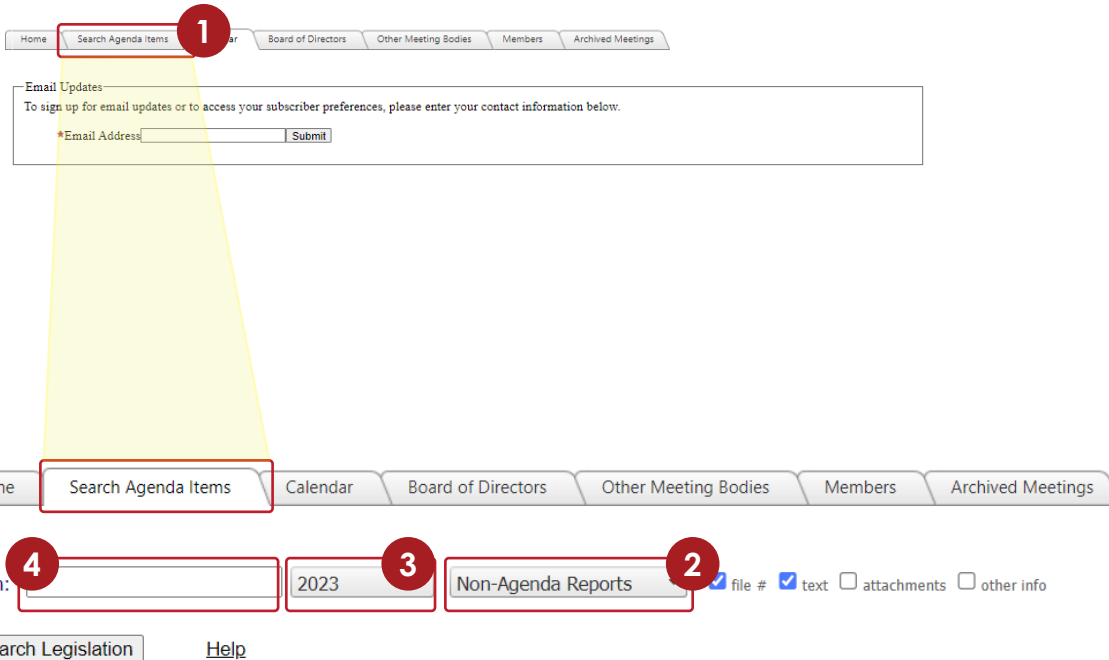 1
Home Search Agenda Items ar Board of Directors Other Meeting Bodies Members Archived Meetings
Email Updates
To sign up for email updates or to access your subscriber preferences, please enter your contact information below.
*Email Address Submit
ne Search Agenda Items Calendar Board of Directors Other Meeting Bodies Members Archived Meetings
4 3 2
h: 2023 Non-Agenda Reports file # text attachments other info
arch Legislation Help